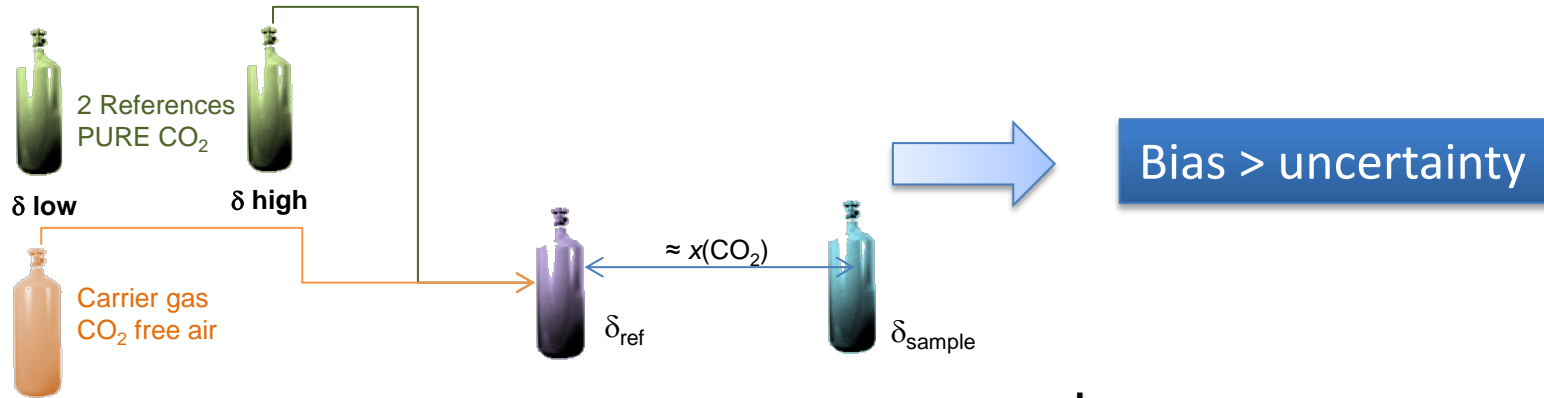 2 References
PURE CO₂
δ low
δ high
Carrier gas
CO₂ free air
δref
≈ x(CO₂)
δsample
Bias > uncertainty